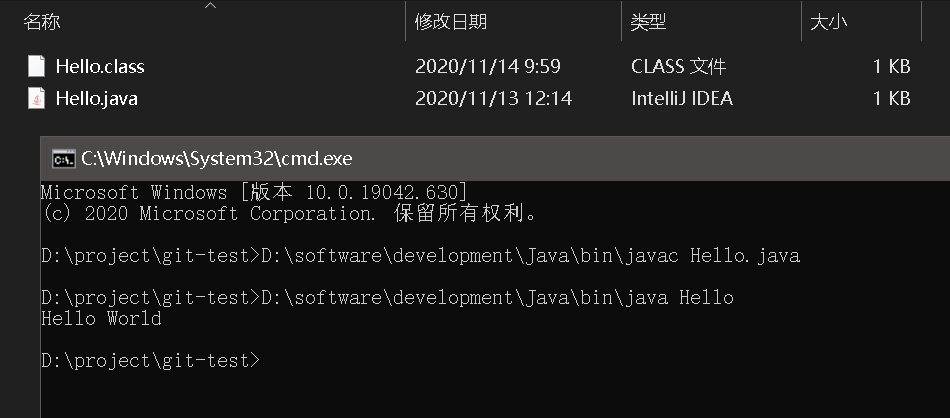 名称 修改日期 类型 大小
Hello.class 2020/11/14 9:59 CLASS 文件 1 KB
Hello.java 2020/11/13 12:14 IntelliJ IDEA 1 KB
C:\Windows\System32\cmd.exe
Microsoft Windows [版本 10.0.19042.630]
(c) 2020 Microsoft Corporation. 保留所有权利。
D:\project\git-test>D:\software\development\Java\bin\javac Hello.java
D:\project\git-test>D:\software\development\Java\bin\java Hello
Hello World
D:\project\git-test>